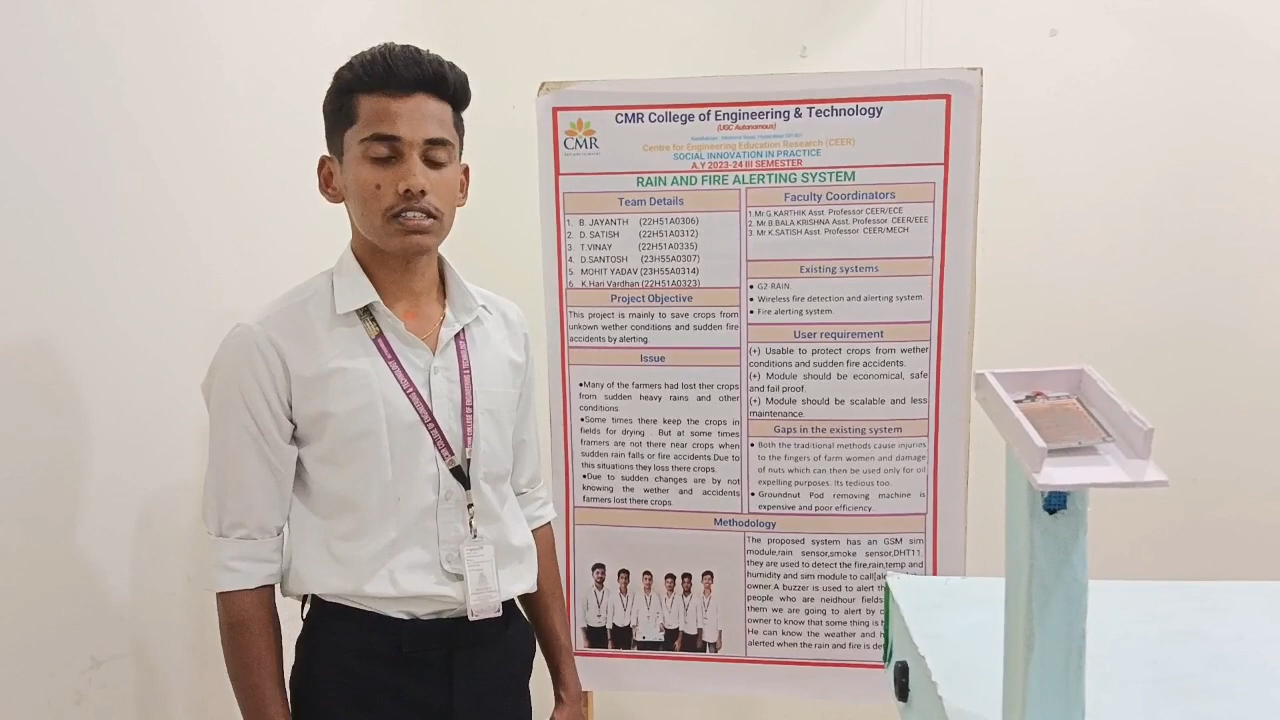 CMR College of Engineering & Technology
(UGC Autonomous)
CMR
Centre for Engineering Education Research (CEER)
SOCIAL INNOVATION IN PRACTICE
A.Y 2023-24 III SEMESTER
RAIN AND FIRE ALERTING SYSTEM
Team Details
1. B. JAYANTH (22H51A0306)
2. D. SATISH (22H51A0312)
3. T.VINAY (22H51A0335)
4. D.SANTOSH (23H55A0307)
5. MOHIT YADAV (23H55A0314)
6. K.Hari Vardhan (22H51A0323)
Project Objective
This project is mainly to save crops from
unkown wether conditions and sudden fire
accidents by alerting.
Issue
●Many of the farmers had lost ther crops
from sudden heavy rains and other
conditions.
●Some times there keep the crops in
fields for drying . But at some times
framers are not there near crops when
sudden rain falls or fire accidents.Due to
this situations they loss there crops.
●Due to sudden changes are by not
knowing the wether and accidents
farmers lost there crops.
Faculty Coordinators
1.Mr.G.KARTHIK Asst. Professor CEER/ECE
2. Mr.B.BALA KRISHNA Asst. Professor CEER/EEE
3. Mr.K.SATISH Asst. Professor CEER/MECH
Existing systems
● G2 RAIN.
● Wireless fire detection and alerting system.
● Fire alerting system.
User requirement
(+) Usable to protect crops from wether
conditions and sudden fire accidents.
(+) Module should be economical, safe
and fail proof.
(+) Module should be scalable and less
maintenance.
Gaps in the existing system
● Both the traditional methods cause injuries
to the fingers of farm women and damage
of nuts which can then be used only for oil
expelling purposes. Its tedious too.
● Groundnut Pod removing machine is
expensive and poor efficiency.
Methodology
The proposed system has an GSM sim
module,rain sensor,smoke sensor,DHT11.
they are used to detect the fire,rain,temp and
humidity and sim module to call
owner.A buzzer is used to alert
people who are neidhour fields
them we are going to alert by
owner to know that some thing is
He can know the weather and
alerted when the rain and fire is
CMR COLLEGE OF ENGINEERING & TECHNOLOGY
CMR COLLEGE OF ENGINEERING & TECHNOLOGY